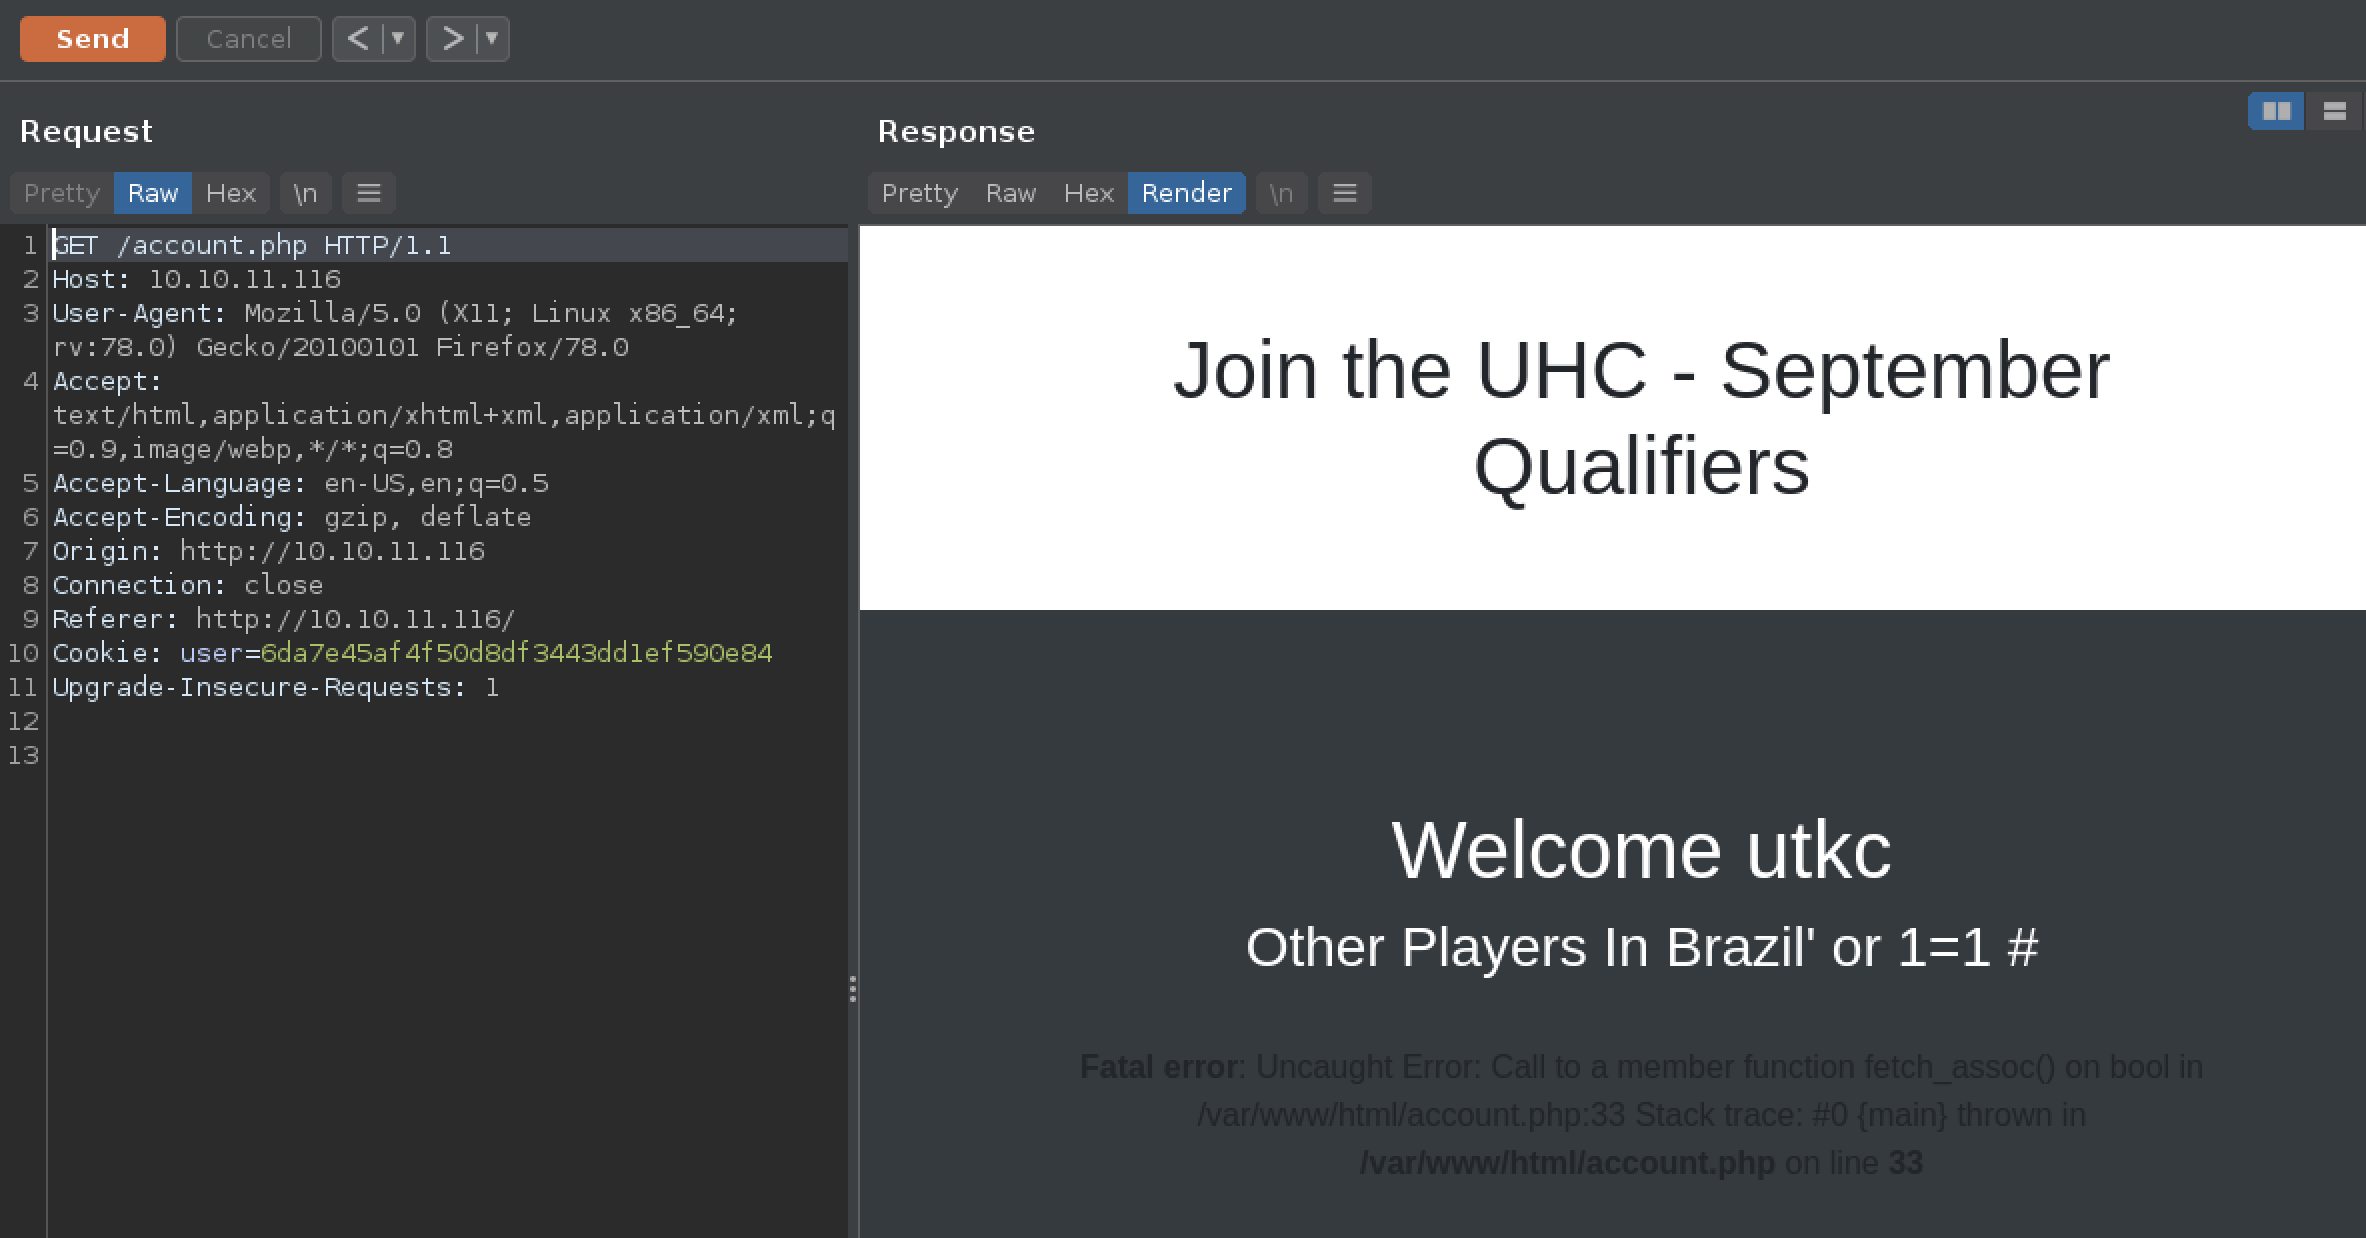 Send Cancel < ▼ > ▼
Request
Pretty Raw Hex \n ≡
1 GET /account.php HTTP/1.1
2 Host: 10.10.11.116
3 User-Agent: Mozilla/5.0 (X11; Linux x86_64;
rv:78.0) Gecko/20100101 Firefox/78.0
4 Accept:
text/html,application/xhtml+xml,application/xml;q
=0.9,image/webp,*/*;q=0.8
5 Accept-Language: en-US,en;q=0.5
6 Accept-Encoding: gzip, deflate
7 Origin: http://10.10.11.116
8 Connection: close
9 Referer: http://10.10.11.116/
10 Cookie: user=6da7e45af4f50d8df3443dd1ef590e84
11 Upgrade-Insecure-Requests: 1
12
13
Response
Pretty Raw Hex Render \n ≡
Join the UHC - September
Qualifiers
Welcome utkc
Other Players In Brazil' or 1=1 #
Fatal error: Uncaught Error: Call to a member function fetch_assoc() on bool in
/var/www/html/account.php:33 Stack trace: #0 {main} thrown in
/var/www/html/account.php on line 33